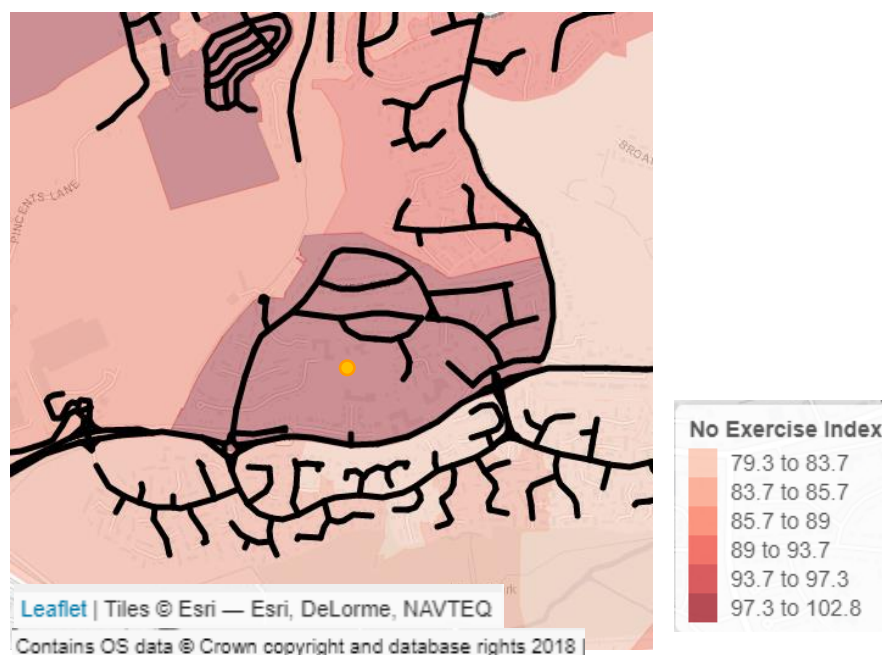 BROA
PINCENTS LANE
No Exercise Index
79.3 to 83.7
83.7 to 85.7
85.7 to 89
89 to 93.7
93.7 to 97.3
97.3 to 102.8
rk
Leaflet | Tiles © Esri — Esri, DeLorme, NAVTEQ
Contains OS data © Crown copyright and database rights 2018 |